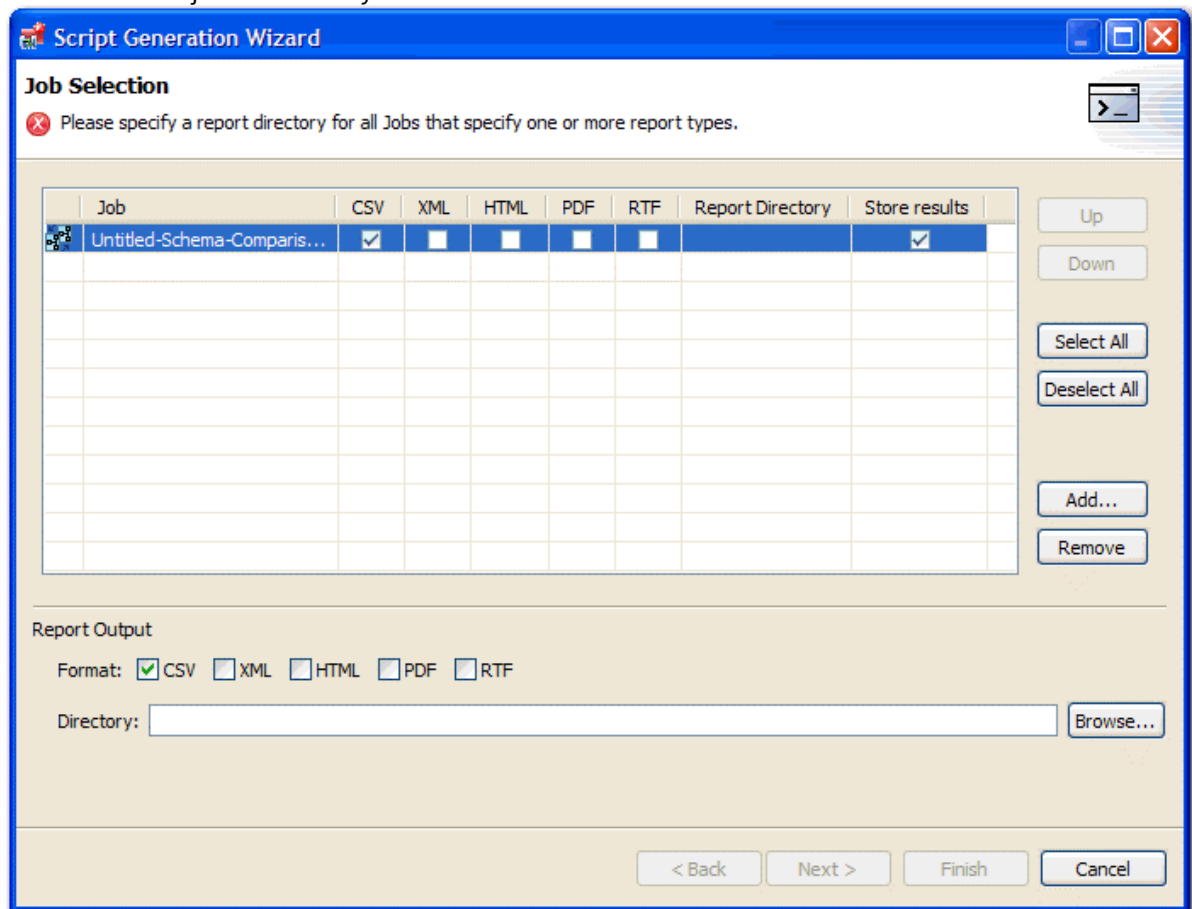 Script Generation Wizard
Job Selection
Please specify a report directory for all Jobs that specify one or more report types.
Job CSV XML HTML PDF RTF Report Directory Store results
Untitled-Schema-Comparis...
Up
Down
Select All
Deselect All
Add...
Remove
Report Output
Format: CSV XML HTML PDF RTF
Directory:
Browse...
< Back Next > Finish Cancel